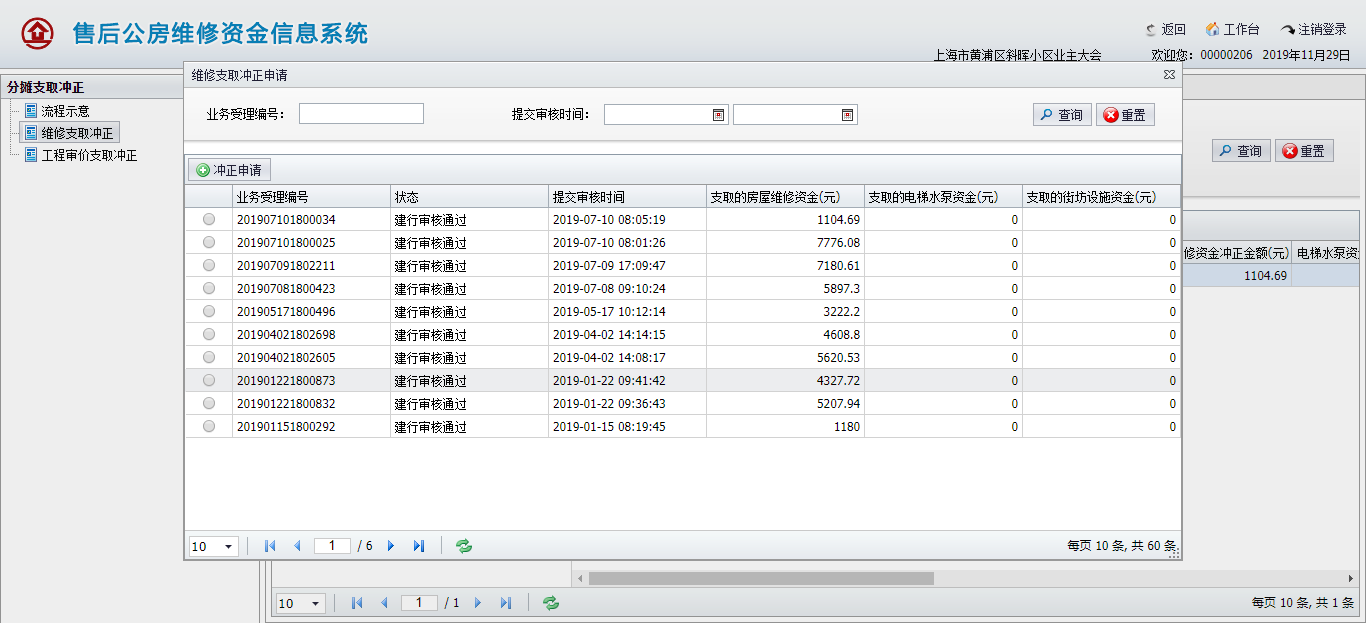 售后公房维修资金信息系统
返回 工作台 注销登录
上海市黄浦区斜晖小区业主大会 欢迎您: 00000206 2019年11月29日
分摊支取冲正
流程示意
维修支取冲正
工程审价支取冲正
维修支取冲正申请
业务受理编号: 提交审核时间: 查询 重置
查询 重置
冲正申请
业务受理编号 状态 提交审核时间 支取的房屋维修资金(元) 支取的电梯水泵资金(元) 支取的街坊设施资金(元)
201907101800034 建行审核通过 2019-07-10 08:05:19 1104.69 0 0
201907101800025 建行审核通过 2019-07-10 08:01:26 7776.08 0 0
201907091802211 建行审核通过 2019-07-09 17:09:47 7180.61 0 0
201907081800423 建行审核通过 2019-07-08 09:10:24 5897.3 0 0
201905171800496 建行审核通过 2019-05-17 10:12:14 3222.2 0 0
201904021802698 建行审核通过 2019-04-02 14:14:15 4608.8 0 0
201904021802605 建行审核通过 2019-04-02 14:08:17 5620.53 0 0
201901221800873 建行审核通过 2019-01-22 09:41:42 4327.72 0 0
201901221800832 建行审核通过 2019-01-22 09:36:43 5207.94 0 0
201901151800292 建行审核通过 2019-01-15 08:19:45 1180 0 0
修资金冲正金额(元) 电梯水泵资
1104.69
10 1 / 6 每页 10 条, 共 60 条
10 1 / 1 每页 10 条, 共 1 条